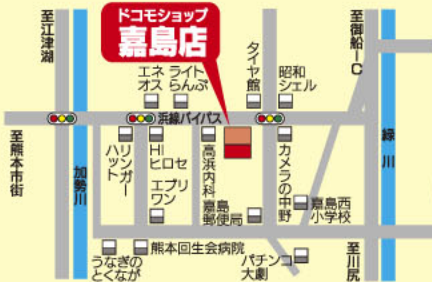 ドコモショップ
嘉島店
至江津湖
至御船IC
エネオス
ライトらんぷ
タイヤ館
昭和シェル
浜線バイパス
至熊本市街
加勢川
緑川
リンガーハット
HIヒロセ
高浜内科
カメラの中野
エブリワン
嘉島郵便局
嘉島西小学校
うなぎのとくなが
熊本回生会病院
パチンコ大劇
至川尻